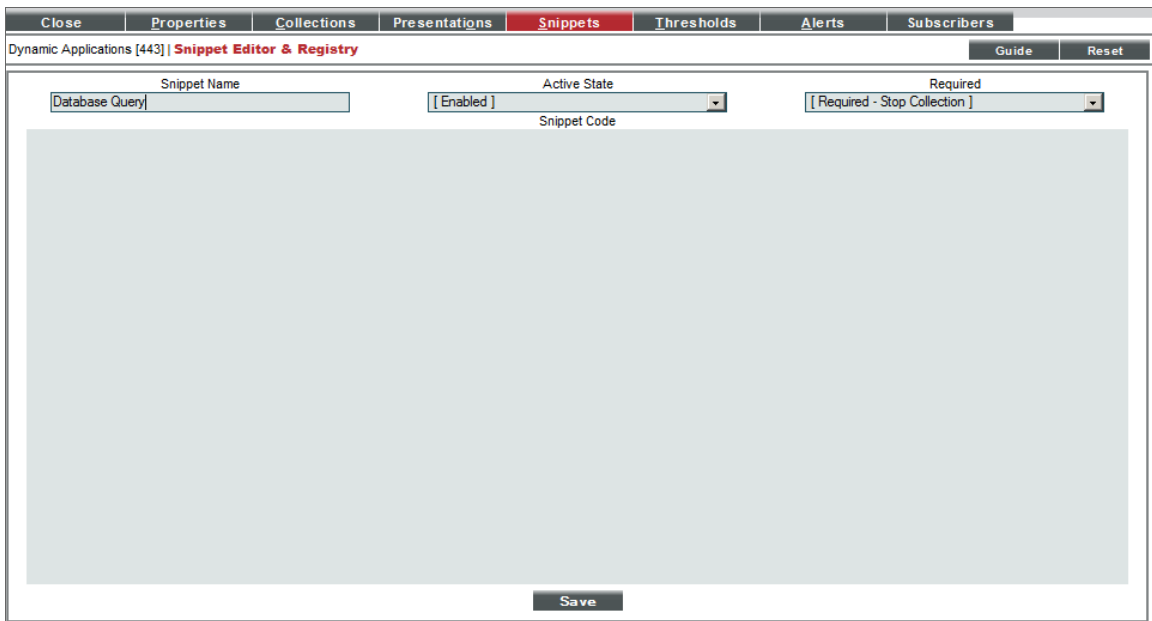 Close Properties Collections Presentations Snippets Thresholds Alerts Subscribers
Dynamic Applications [443] | Snippet Editor & Registry Guide Reset
Snippet Name Active State Required
Database Query [ Enabled ] [ Required - Stop Collection ]
Snippet Code
Save